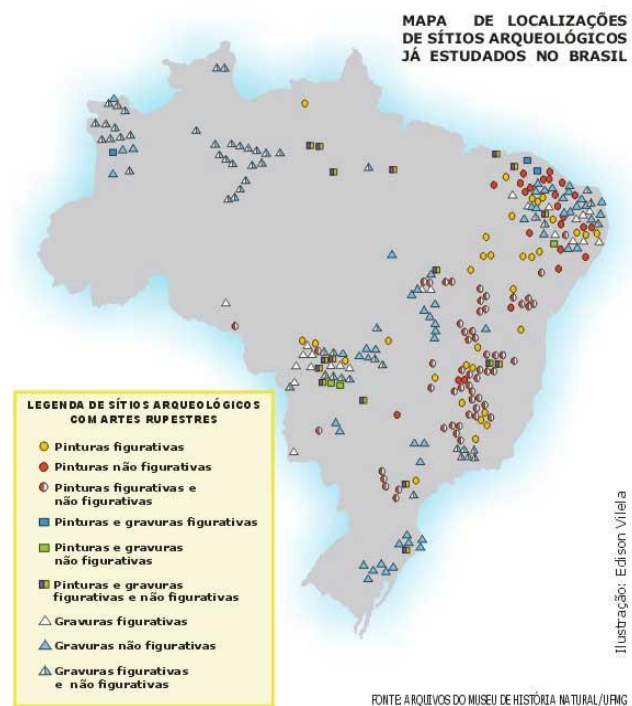 MAPA DE LOCALIZAÇÕES
DE SÍTIOS ARQUEOLÓGICOS
JÁ ESTUDADOS NO BRASIL
LEGENDA DE SÍTIOS ARQUEOLÓGICOS
COM ARTES RUPESTRES
Pinturas figurativas
Pinturas não figurativas
Pinturas figurativas e
não figurativas
Pinturas e gravuras figurativas
Pinturas e gravuras
não figurativas
Pinturas e gravuras
figurativas e não figurativas
Gravuras figurativas
Gravuras não figurativas
Gravuras figurativas
e não figurativas
Ilustração: Edison Vilela
FONTE: ARQUIVOS DO MUSEU DE HISTÓRIA NATURAL/UFMG